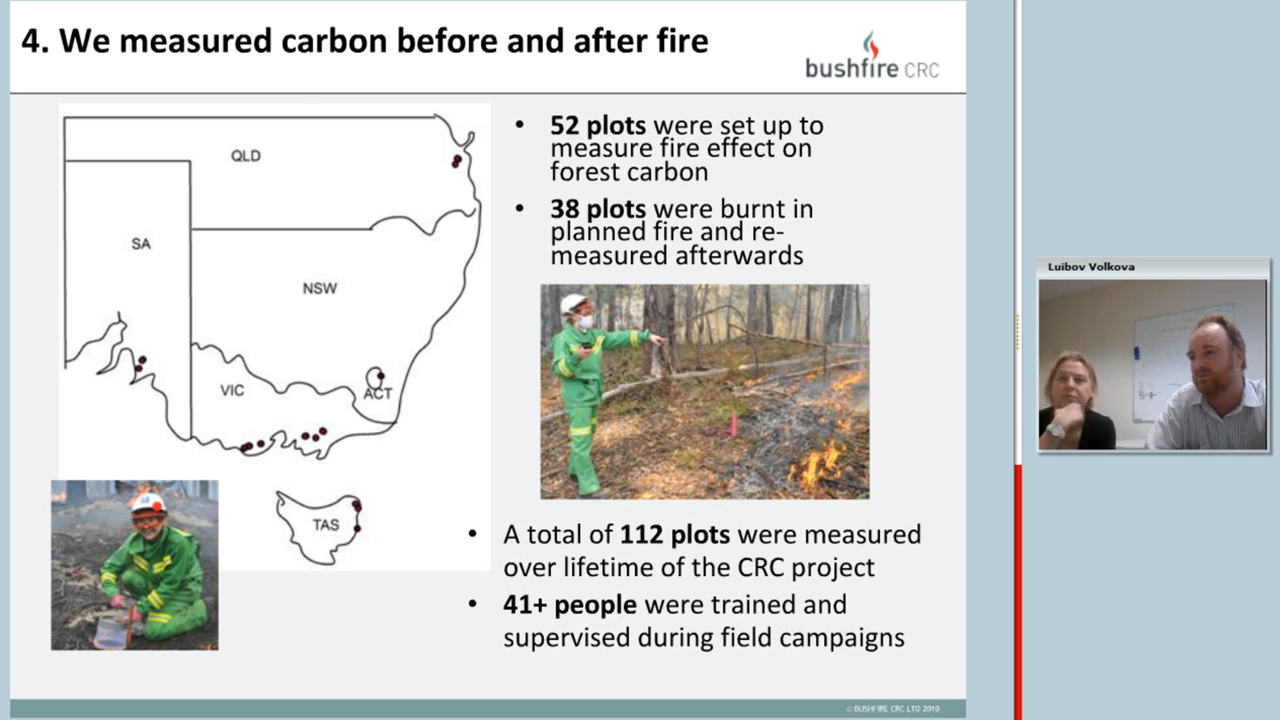 4. We measured carbon before and after fire
bushfire CRC
QLD
SA
NSW
VIC
ACT
TAS
• 52 plots were set up to
measure fire effect on
forest carbon
• 38 plots were burnt in
planned fire and re-
measured afterwards
• A total of 112 plots were measured
over lifetime of the CRC project
• 41+ people were trained and
supervised during field campaigns
© BUSHFIRE CRC LTD 2010
Luibov Volkova